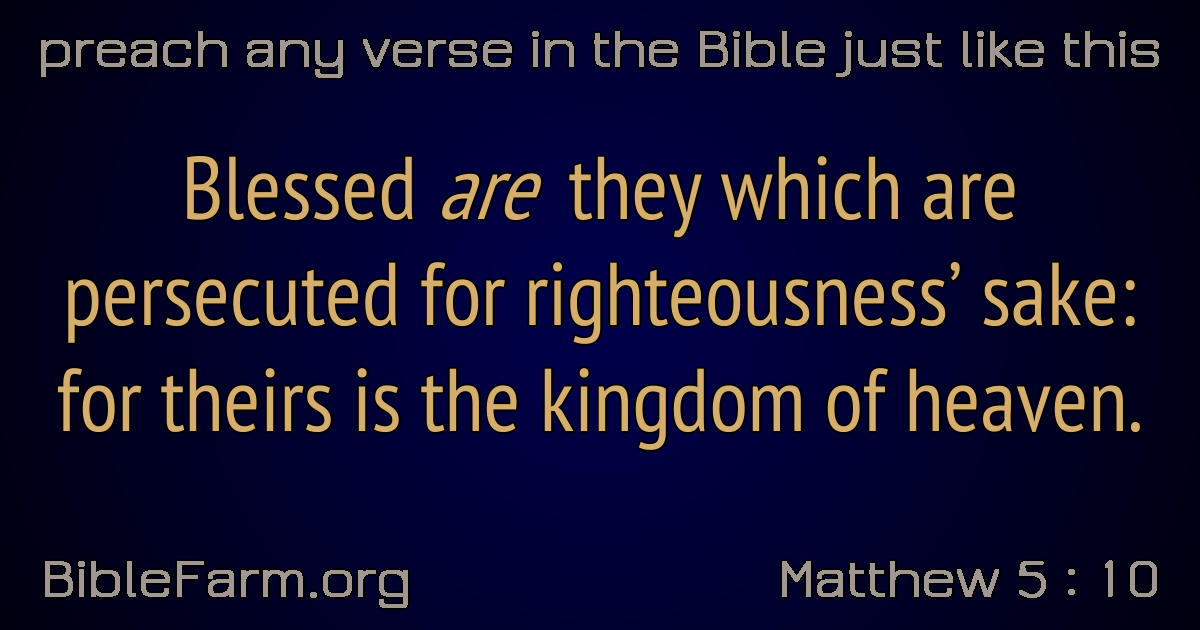 preach any verse in the Bible just like this
Blessed are they which are
persecuted for righteousness’ sake:
for theirs is the kingdom of heaven.
BibleFarm.org
Matthew 5 : 10